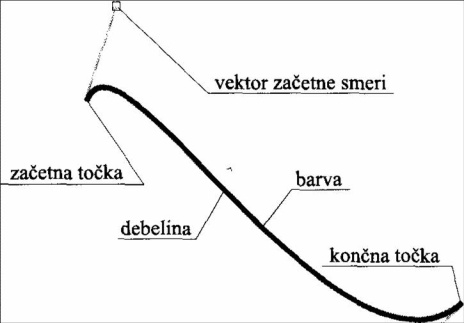 vektor začetne smeri
začetna točka
barva
debelina
končna točka